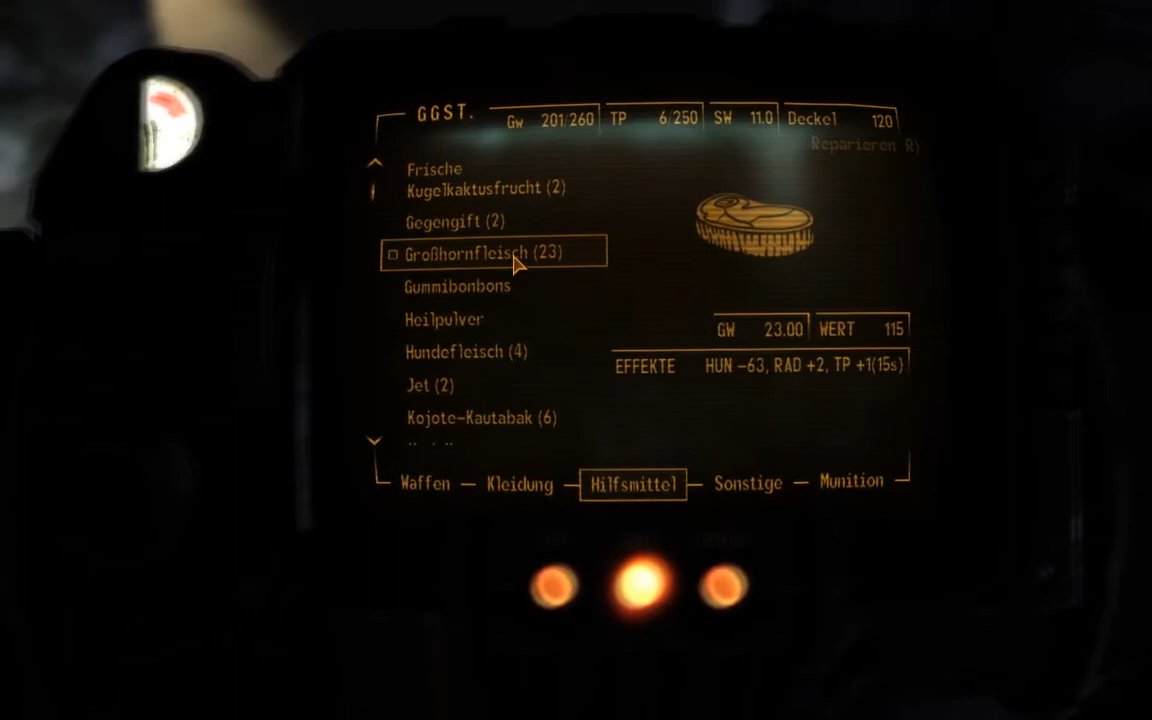 GGST. Gw 201/260 TP 6/250 SW 11.0 Deckel 120
Reparieren R)
Frische
Kugelkaktusfrucht (2)
Gegengift (2)
Großhornfleisch (23)
Gummibonbons
Heilpulver
Hundefleisch (4)
Jet (2)
Kojote-Kautabak (6)
GW 23.00 WERT 115
EFFEKTE HUN -63, RAD +2, TP +1(15s)
Waffen Kleidung Hilfsmittel Sonstige Munition